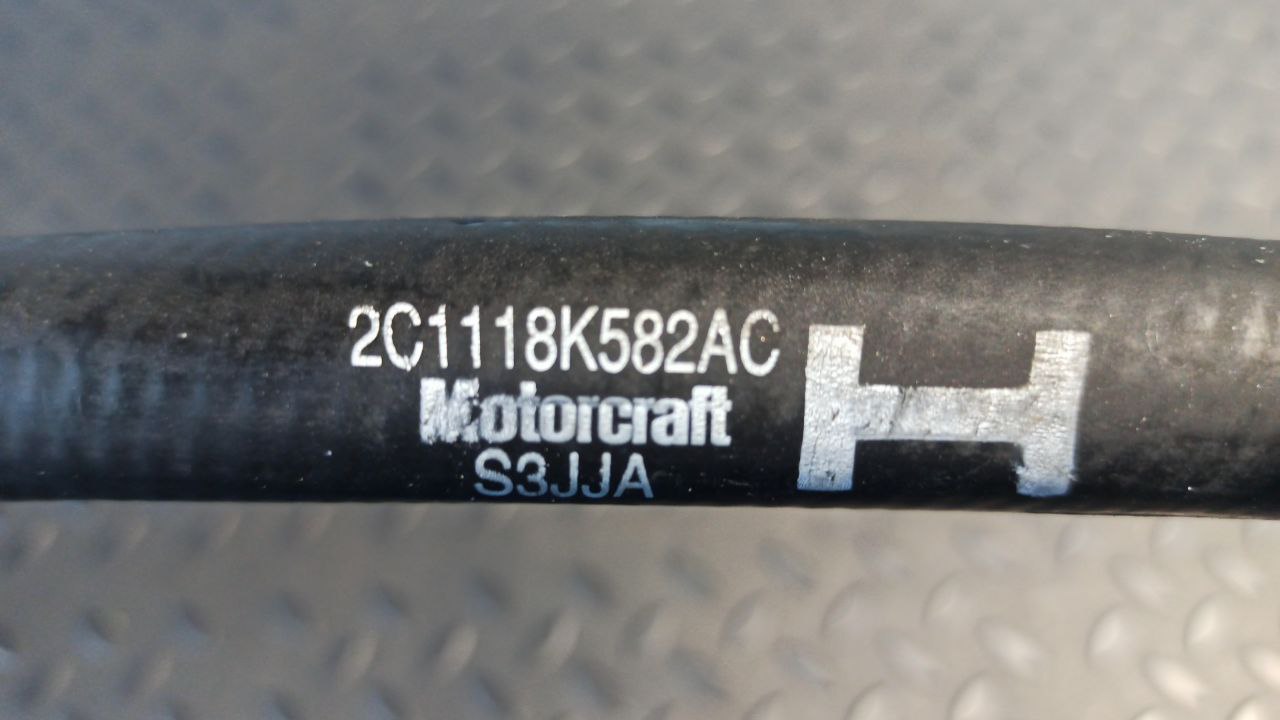 2C1118K582AC
Motorcraft
S3JJA
H